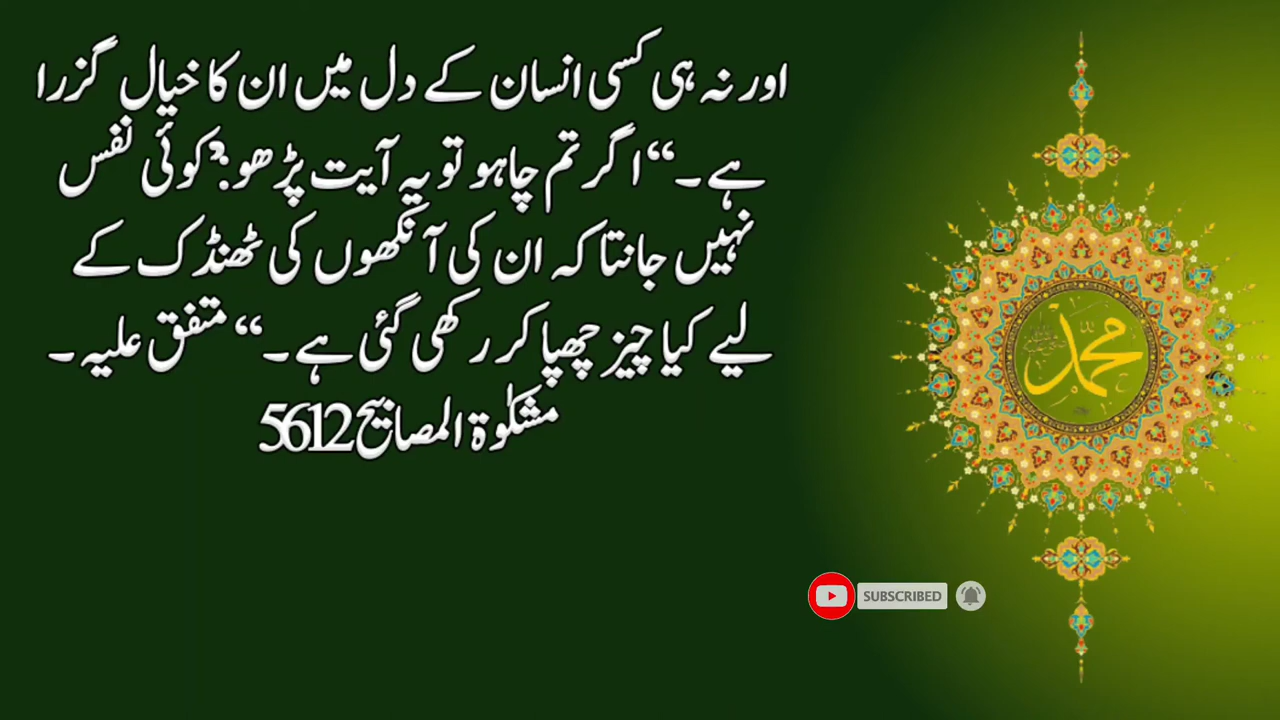 اور نہ ہی کسی انسان کے دل میں ان کا خیال گزرا
ہے۔“ اگر تم چاہو تو یہ آیت پڑھو: ’’کوئی نفس
نہیں جانتا کہ ان کی آنکھوں کی ٹھنڈک کے
لیے کیا چیز چھپا کر رکھی گئی ہے۔“ متفق علیہ۔
مشکوٰۃ المصابیح 5612
محمد
SUBSCRIBED